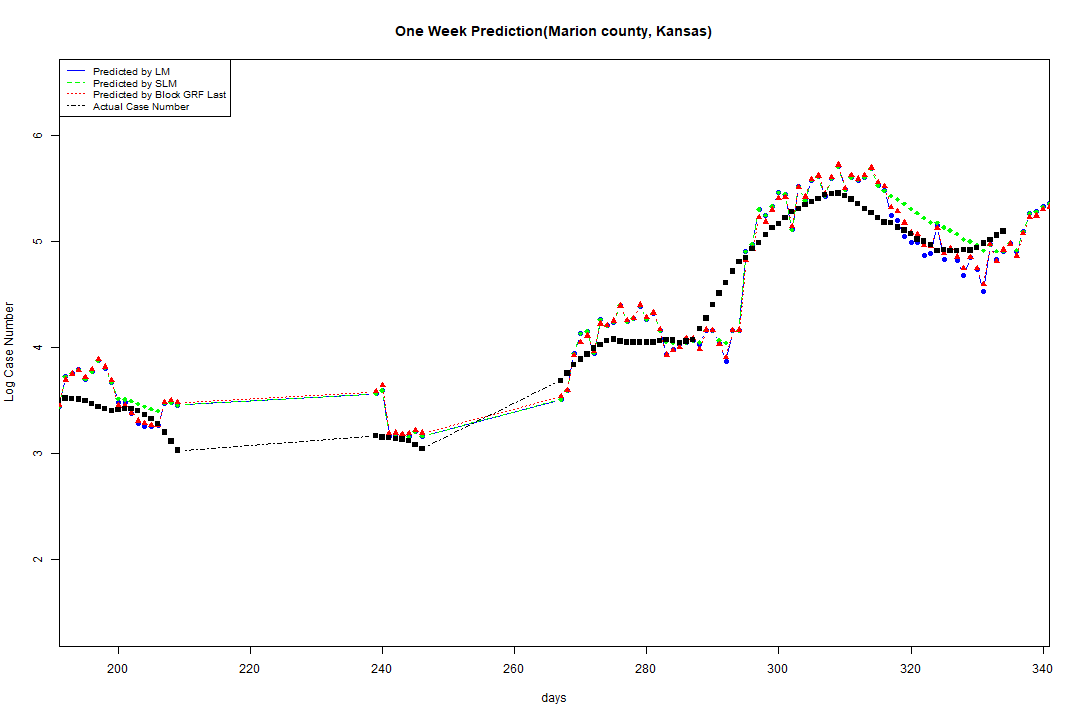 One Week Prediction(Marion county, Kansas)
Predicted by LM
Predicted by SLM
Predicted by Block GRF Last
Actual Case Number
Log Case Number
6
5
4
3
2
200 220 240 260 280 300 320 340
days